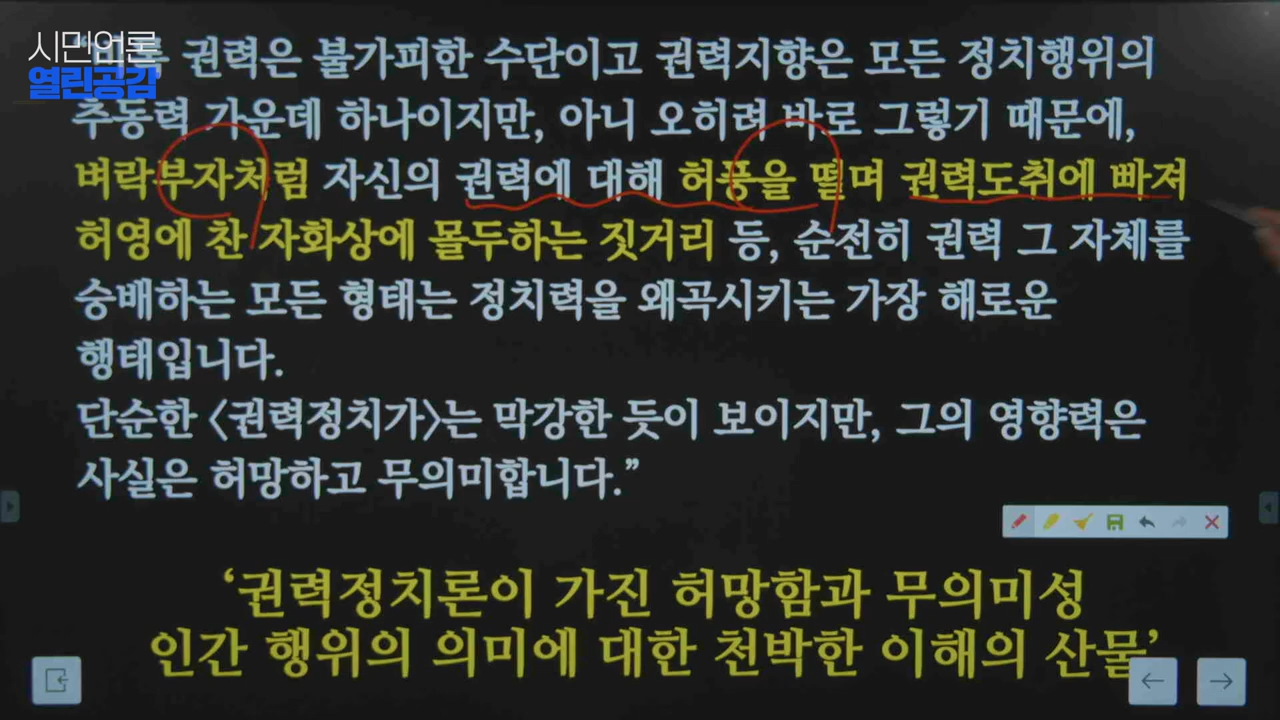 시민언론
열린공감
권력은 불가피한 수단이고 권력지향은 모든 정치행위의
추동력 가운데 하나이지만, 아니 오히려 바로 그렇기 때문에,
벼락부자처럼 자신의 권력에 대해 허풍을 떨며 권력도취에 빠져
허영에 찬 자화상에 몰두하는 짓거리 등, 순전히 권력 그 자체를
숭배하는 모든 형태는 정치력을 왜곡시키는 가장 해로운
행태입니다.
단순한 〈권력정치가〉는 막강한 듯이 보이지만, 그의 영향력은
사실은 허망하고 무의미합니다.”
‘권력정치론이 가진 허망함과 무의미성
인간 행위의 의미에 대한 천박한 이해의 산물’